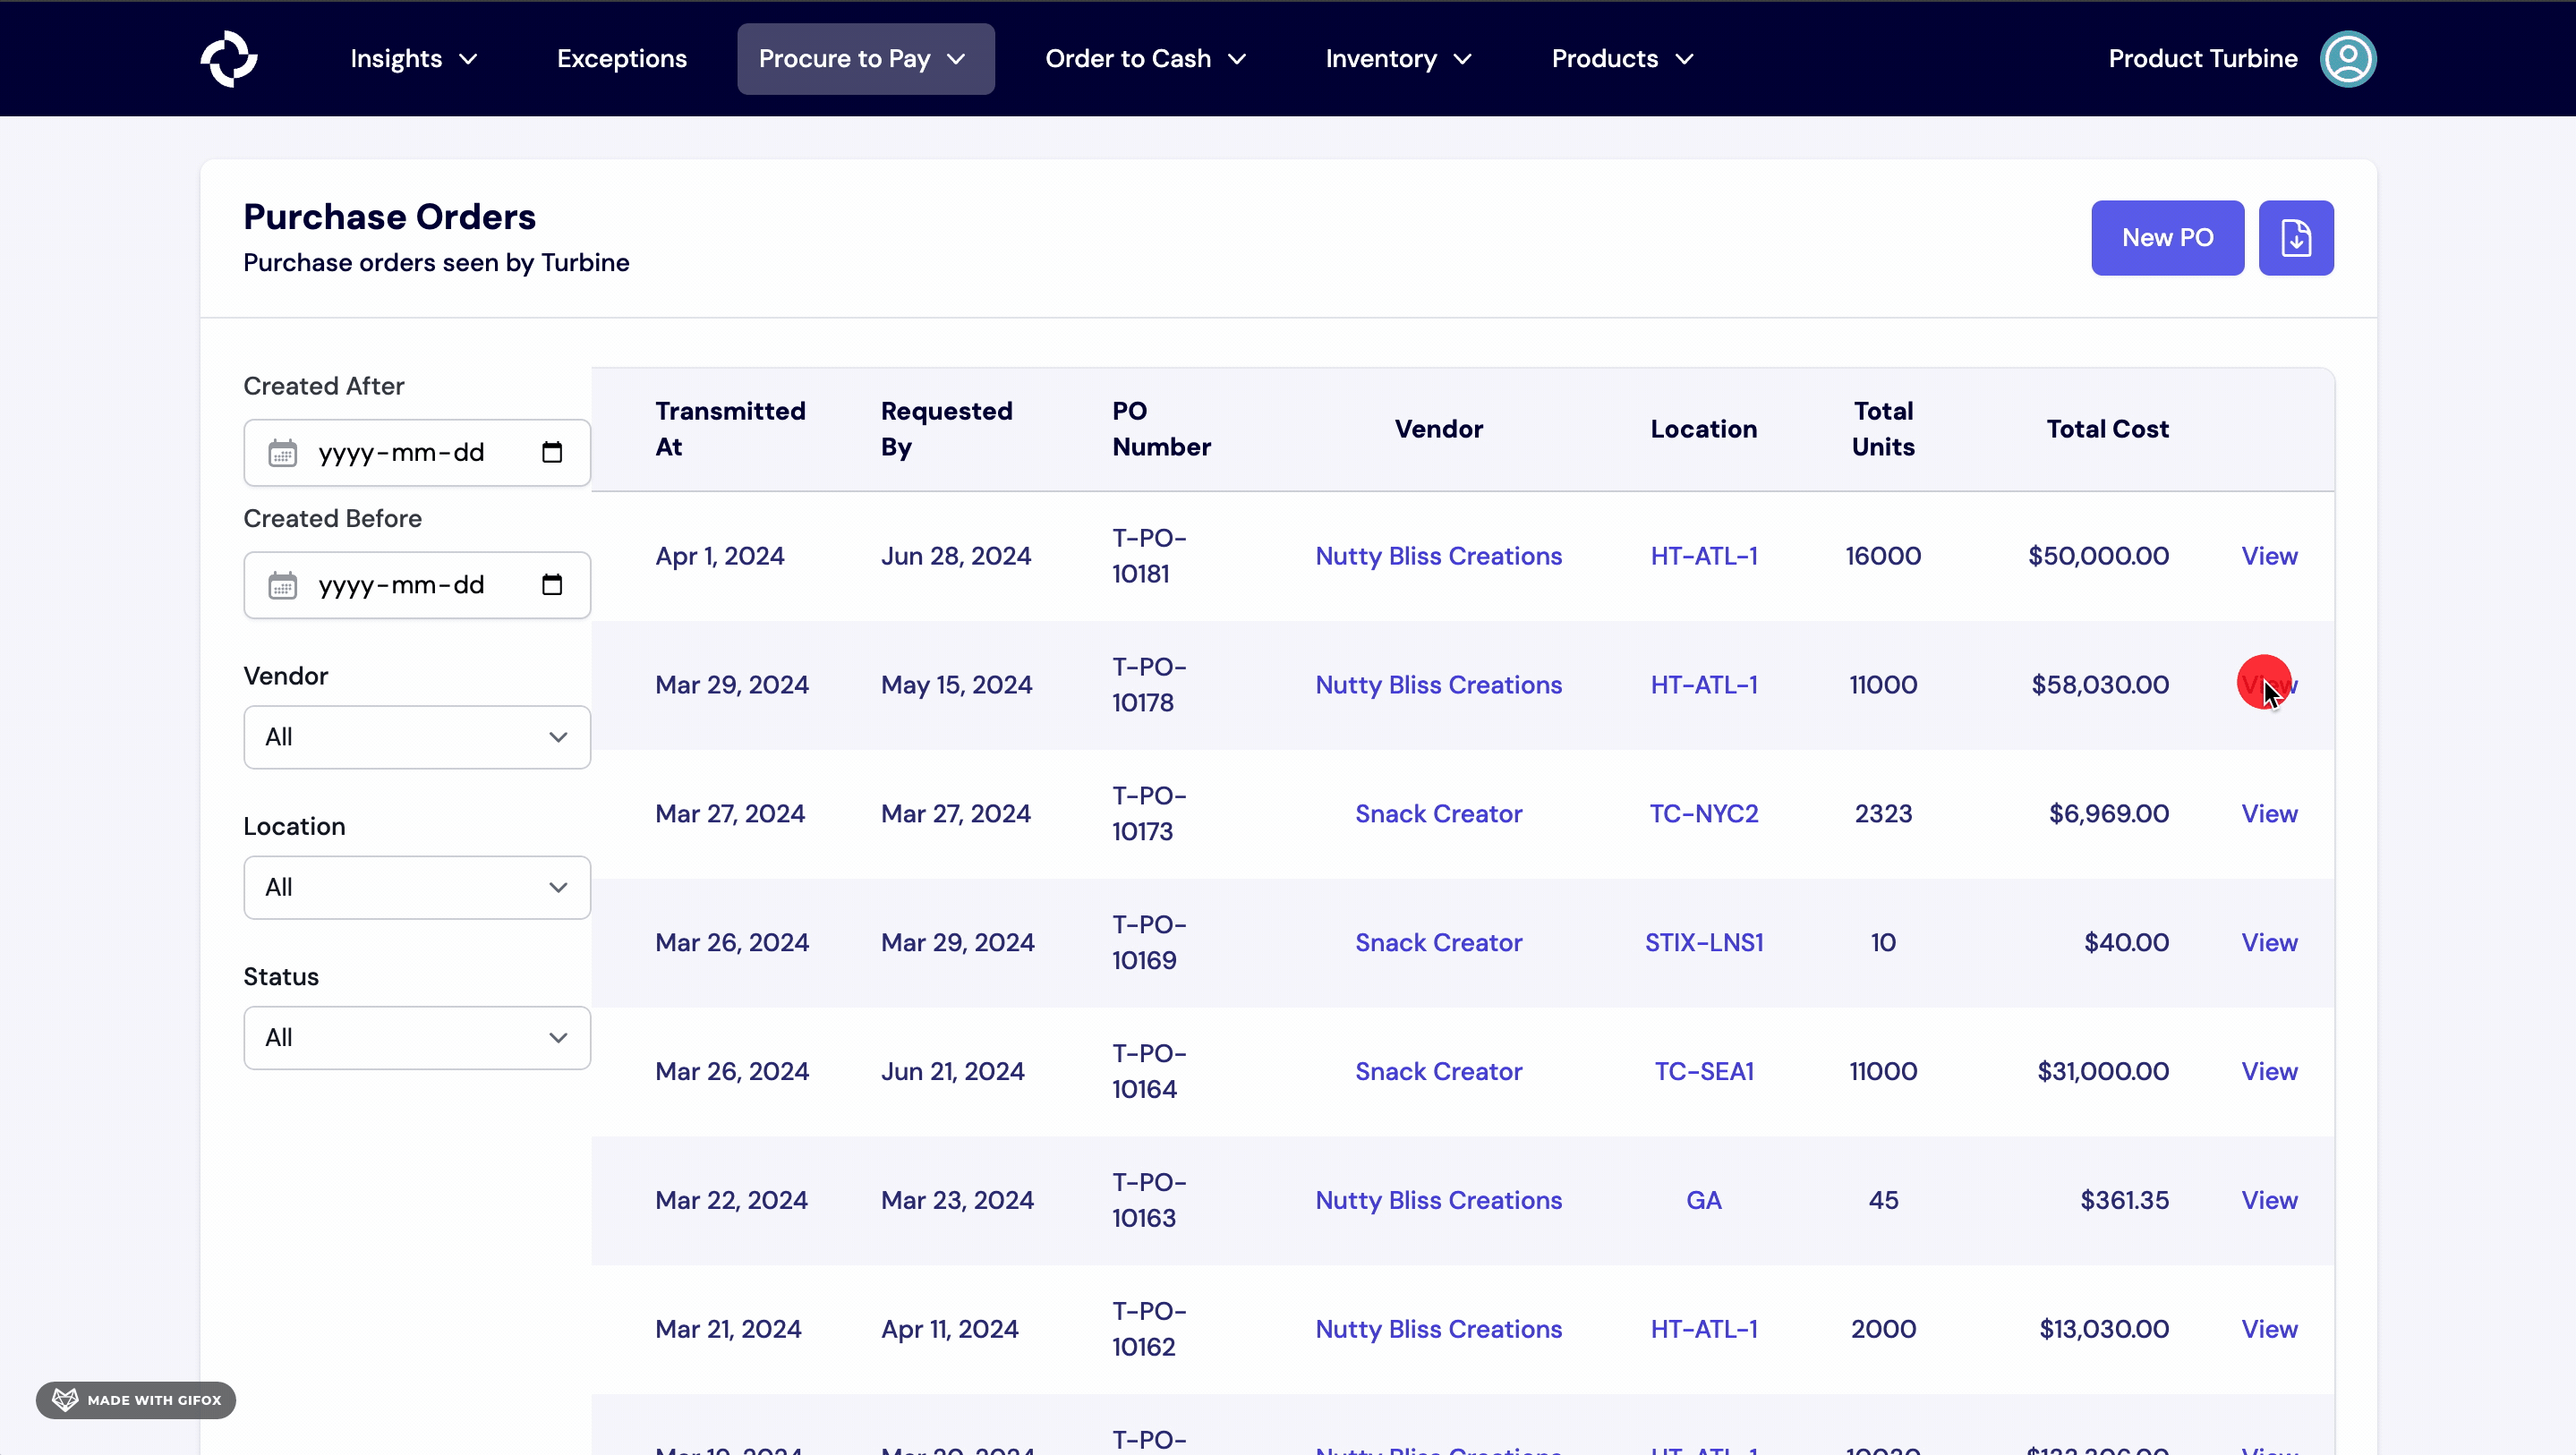 Insights Exceptions Procure to Pay Order to Cash Inventory Products Product Turbine
Purchase Orders
Purchase orders seen by Turbine
New PO
Created After
yyyy-mm-dd
Created Before
yyyy-mm-dd
Vendor
All
Location
All
Status
All
Transmitted At Requested By PO Number Vendor Location Total Units Total Cost
Apr 1, 2024 Jun 28, 2024 T-PO-10181 Nutty Bliss Creations HT-ATL-1 16000 $50,000.00 View
Mar 29, 2024 May 15, 2024 T-PO-10178 Nutty Bliss Creations HT-ATL-1 11000 $58,030.00 View
Mar 27, 2024 Mar 27, 2024 T-PO-10173 Snack Creator TC-NYC2 2323 $6,969.00 View
Mar 26, 2024 Mar 29, 2024 T-PO-10169 Snack Creator STIX-LNS1 10 $40.00 View
Mar 26, 2024 Jun 21, 2024 T-PO-10164 Snack Creator TC-SEA1 11000 $31,000.00 View
Mar 22, 2024 Mar 23, 2024 T-PO-10163 Nutty Bliss Creations GA 45 $361.35 View
Mar 21, 2024 Apr 11, 2024 T-PO-10162 Nutty Bliss Creations HT-ATL-1 2000 $13,030.00 View
T-PO-
MADE WITH GIFOX